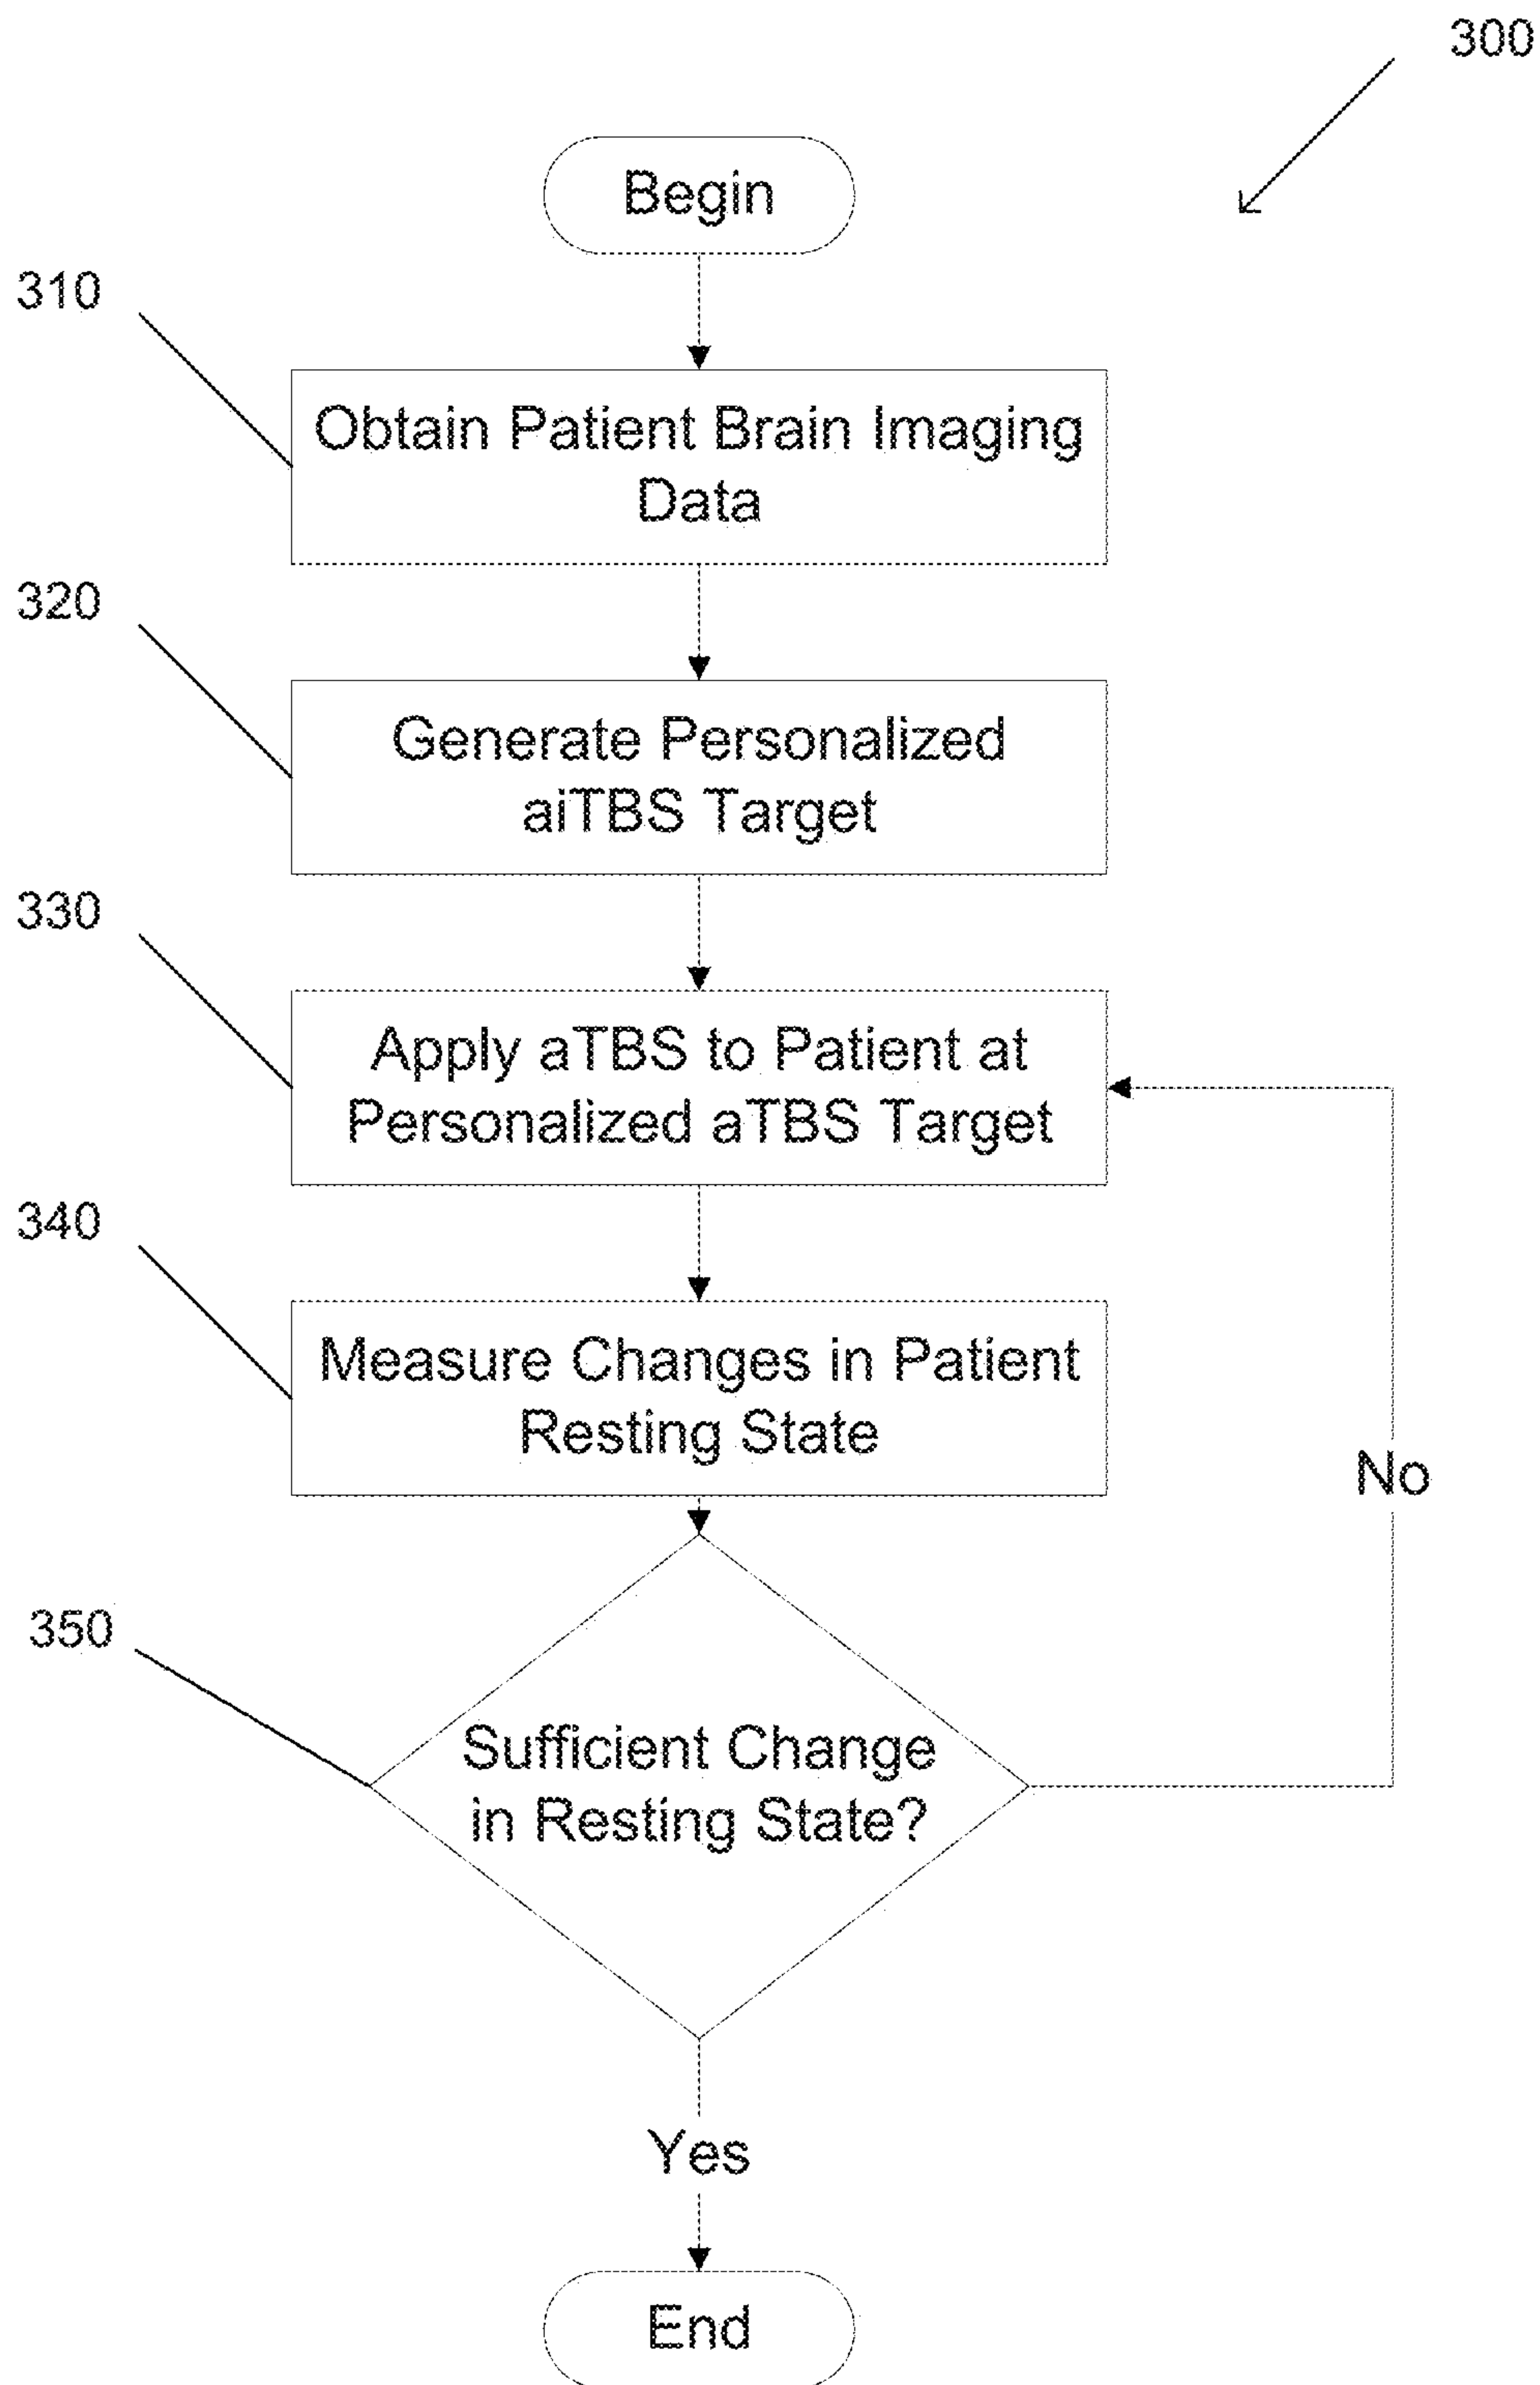 300
Begin
310
Obtain Patient Brain Imaging
Data
320
Generate Personalized
aiTBS Target
330
Apply aTBS to Patient at
Personalized aTBS Target
340
Measure Changes in Patient
Resting State
No
350
Sufficient Change
in Resting State?
Yes
End